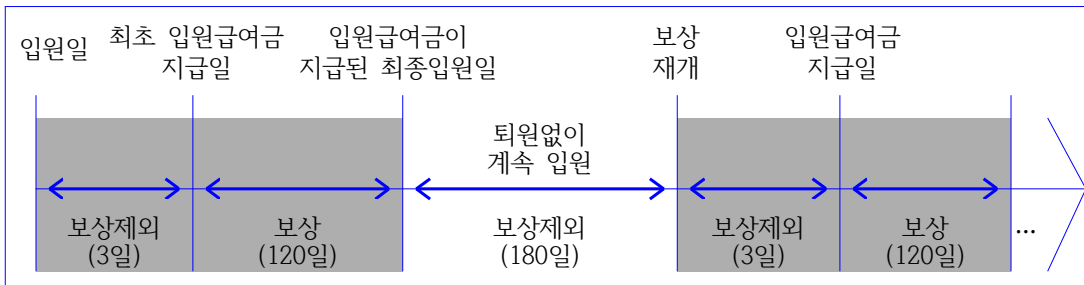 입원일
최초 입원급여금
지급일
입원급여금이
지급된 최종입원일
보상
재개
입원급여금
지급일
퇴원없이
계속 입원
보상제외
(3일)
보상
(120일)
보상제외
(180일)
보상제외
(3일)
보상
(120일)
...